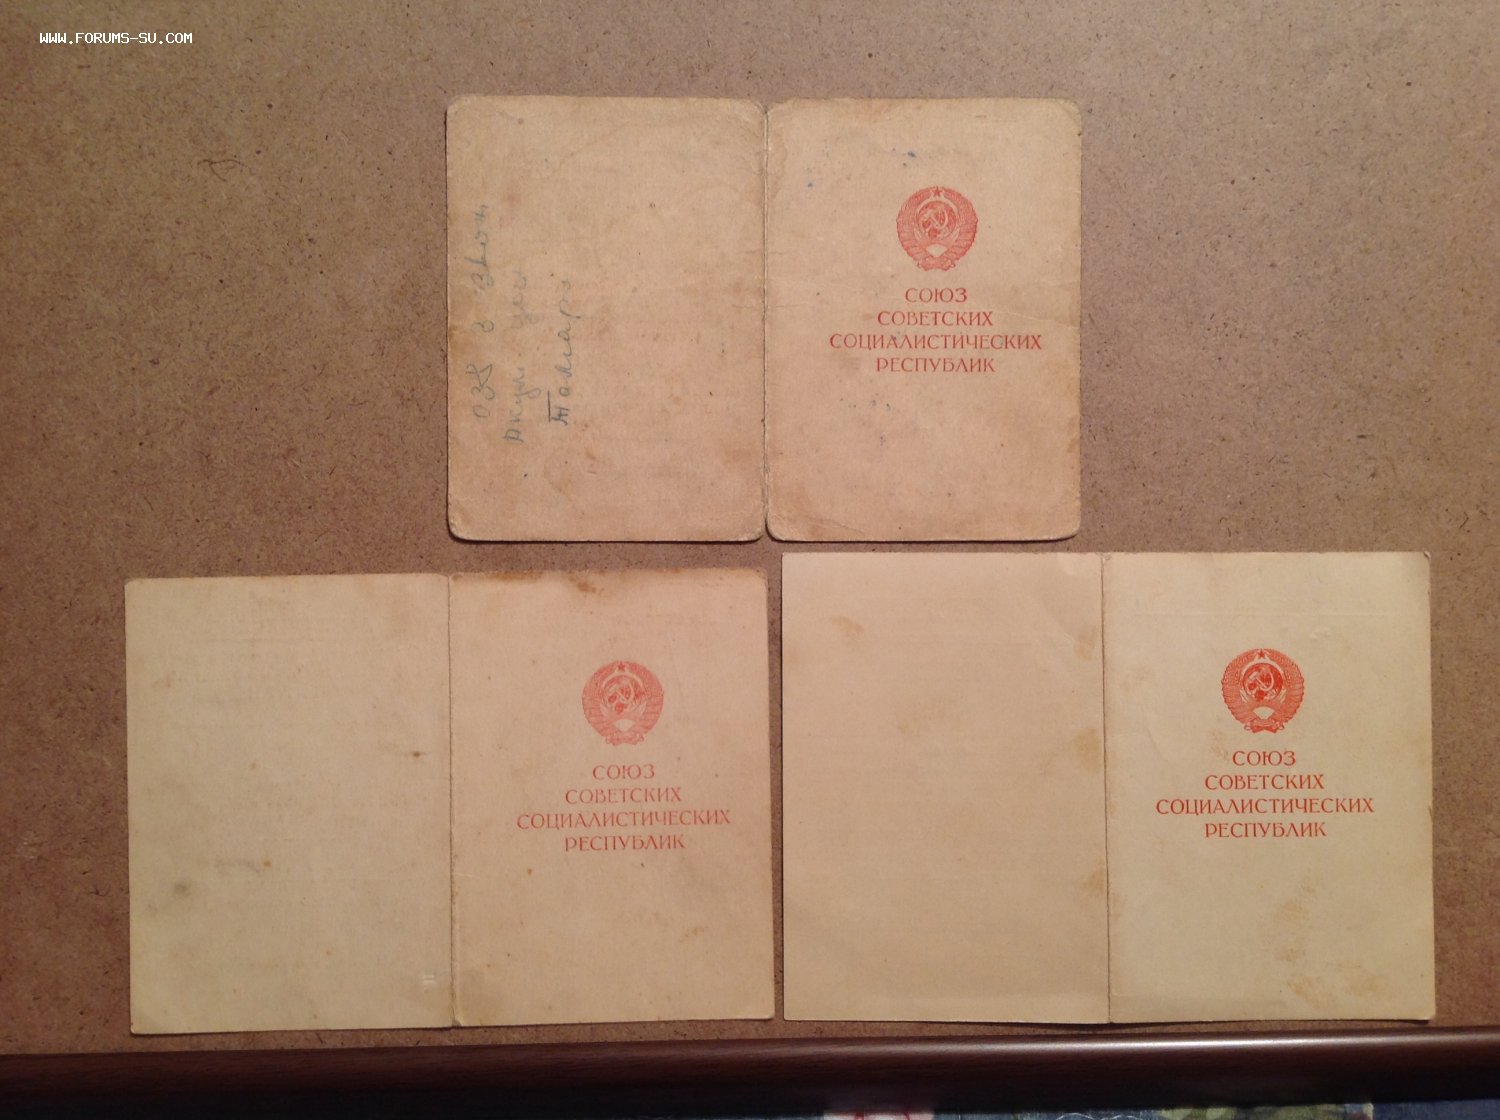 WWW.FORUMS-SU.COM
СОЮЗ
СОВЕТСКИХ
СОЦИАЛИСТИЧЕСКИХ
РЕСПУБЛИК
СОЮЗ
СОВЕТСКИХ
СОЦИАЛИСТИЧЕСКИХ
РЕСПУБЛИК
СОЮЗ
СОВЕТСКИХ
СОЦИАЛИСТИЧЕСКИХ
РЕСПУБЛИК